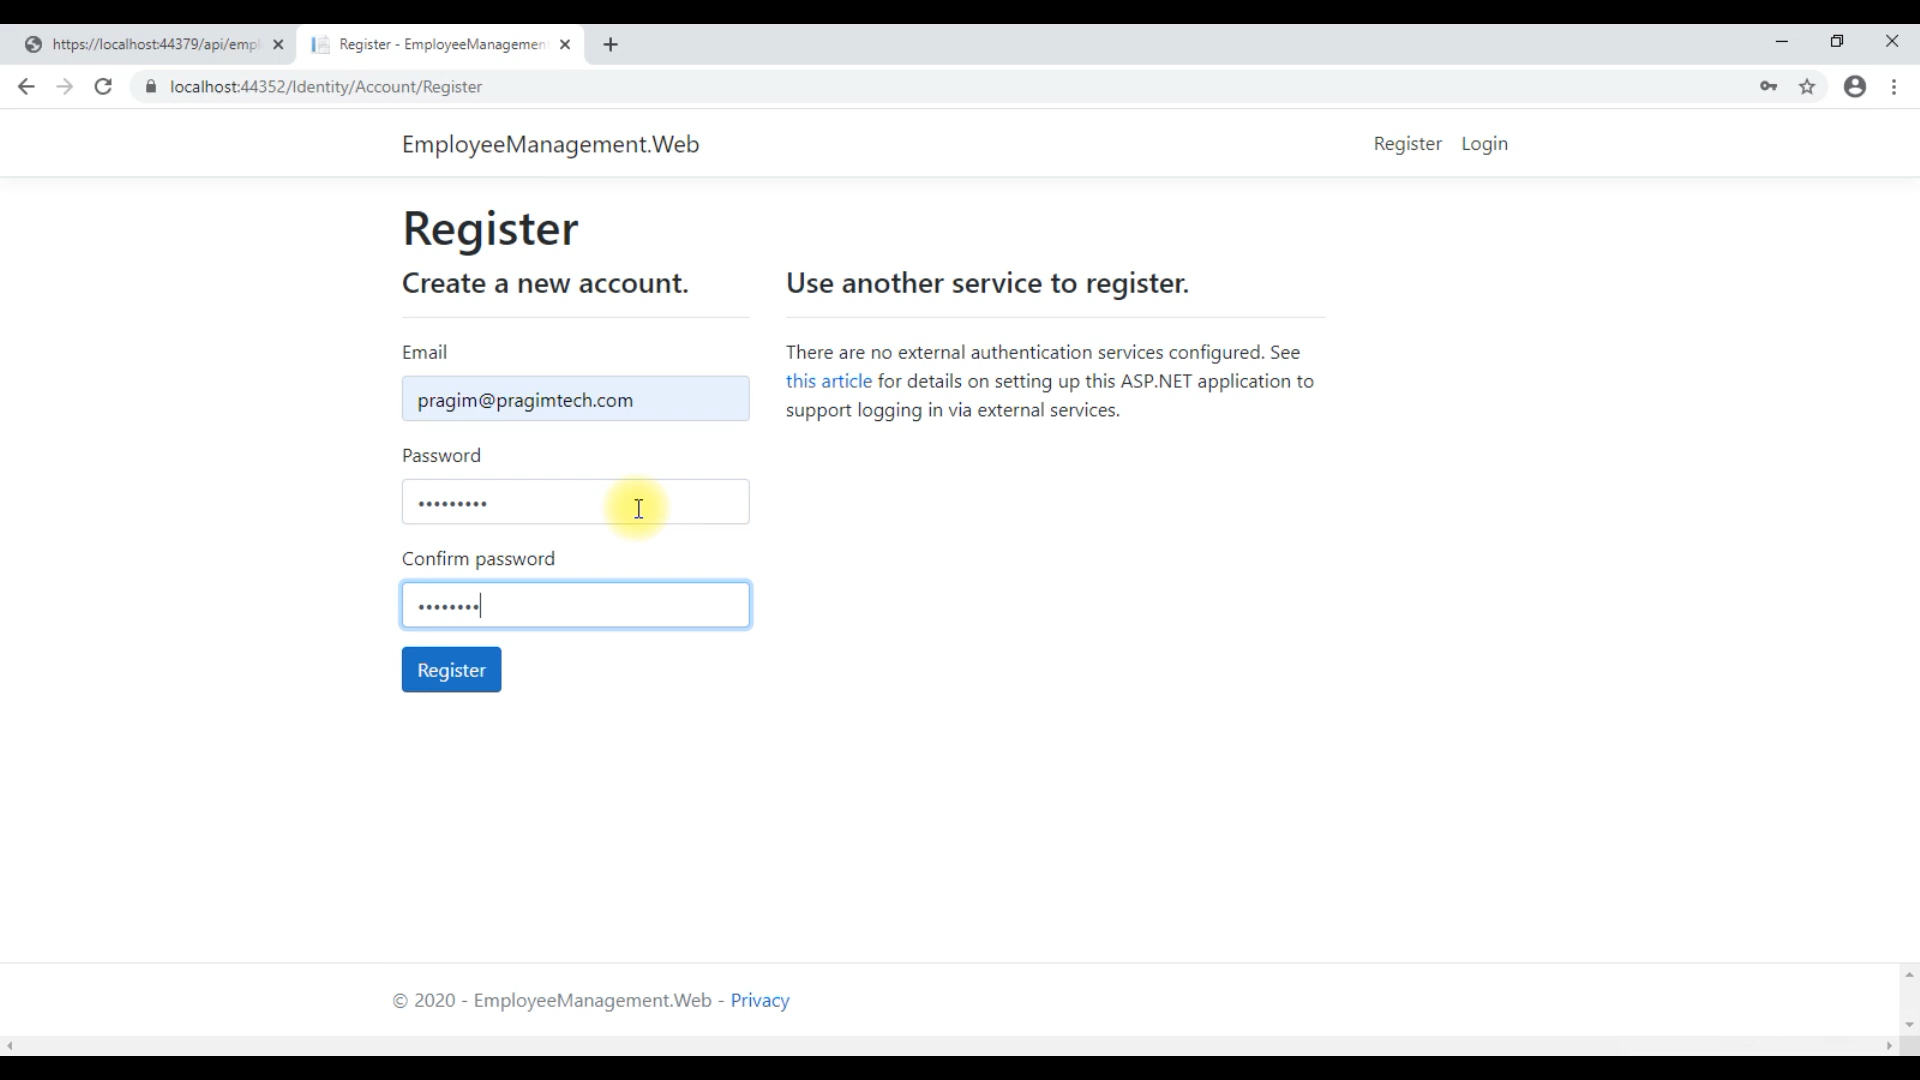 https://localhost:44379/api/empl
Register - EmployeeManagement
localhost:44352/Identity/Account/Register
EmployeeManagement.Web
Register
Login
Register
Create a new account.
Use another service to register.
Email
pragim@pragimtech.com
There are no external authentication services configured. See
this article for details on setting up this ASP.NET application to
support logging in via external services.
Password
•••••••••
Confirm password
••••••••
Register
© 2020 - EmployeeManagement.Web - Privacy